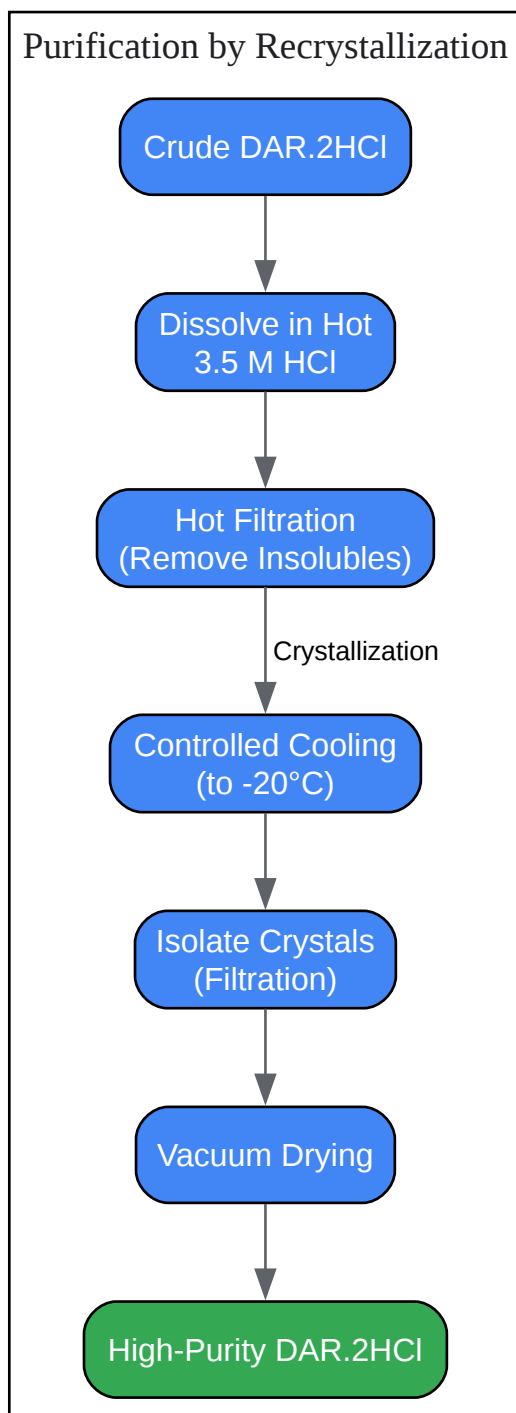 Purification by Recrystallization
Crude DAR.2HCl
Dissolve in Hot
3.5 M HCl
Hot Filtration
(Remove Insolubles)
Crystallization
Controlled Cooling
(to -20°C)
Isolate Crystals
(Filtration)
Vacuum Drying
High-Purity DAR.2HCl